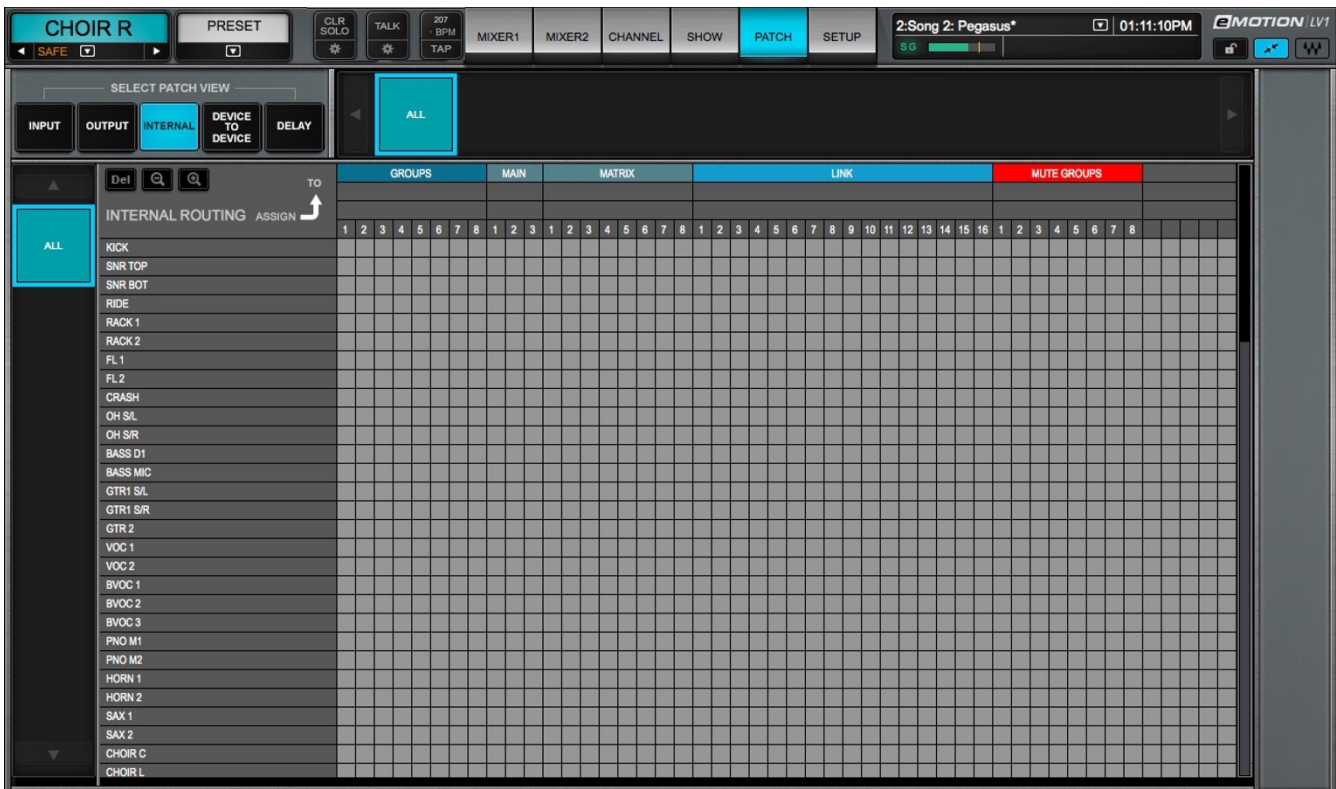 CHOIR R
SAFE
PRESET
CLR
SOLO
TALK
207
BPM
TAP
MIXER1
MIXER2
CHANNEL
SHOW
PATCH
SETUP
2:Song 2: Pegasus*
01:11:10PM
SG
eMOTION LV1
SELECT PATCH VIEW
INPUT
OUTPUT
INTERNAL
DEVICE
TO
DEVICE
DELAY
ALL
Del
TO
INTERNAL ROUTING ASSIGN
GROUPS MAIN MATRIX LINK MUTE GROUPS
1 2 3 4 5 6 7 8 1 2 3 1 2 3 4 5 6 7 8 1 2 3 4 5 6 7 8 9 10 11 12 13 14 15 16 1 2 3 4 5 6 7 8
ALL
KICK
SNR TOP
SNR BOT
RIDE
RACK 1
RACK 2
FL 1
FL 2
CRASH
OH S/L
OH S/R
BASS D1
BASS MIC
GTR1 S/L
GTR1 S/R
GTR 2
VOC 1
VOC 2
BVOC 1
BVOC 2
BVOC 3
PNO M1
PNO M2
HORN 1
HORN 2
SAX 1
SAX 2
CHOIR C
CHOIR L